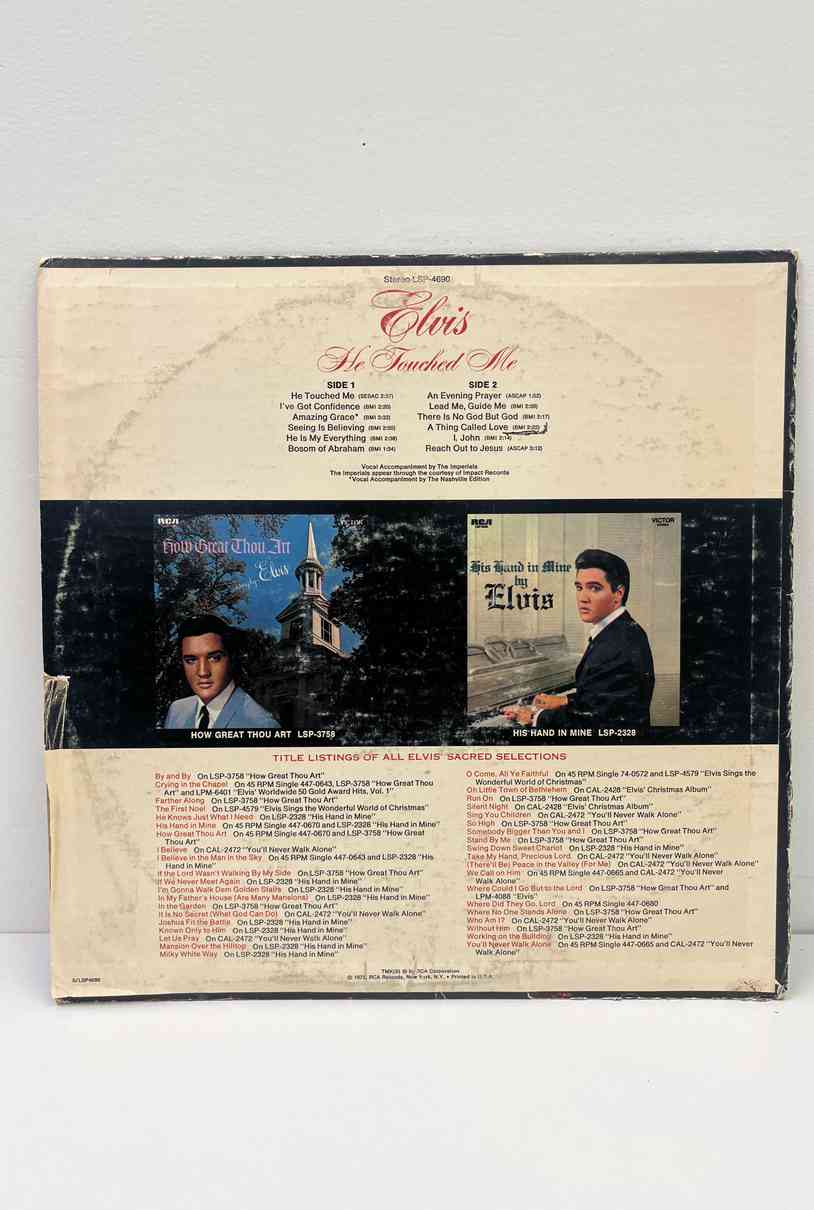 Stereo LSP-4690
Elvis
He Touched Me
SIDE 1
He Touched Me (SESAC 2:37)
I've Got Confidence (BMI 2:20)
Amazing Grace* (BMI 3:33)
Seeing Is Believing (BMI 2:50)
He Is My Everything (BMI 2:38)
Bosom of Abraham (BMI 1:34)
SIDE 2
An Evening Prayer (ASCAP 1:52)
Lead Me, Guide Me (BMI 2:39)
There Is No God But God (BMI 2:17)
A Thing Called Love (BMI 2:22)
I, John (BMI 2:14)
Reach Out to Jesus (ASCAP 3:12)
Vocal Accompaniment by The Imperials
The Imperials appear through the courtesy of Impact Records
*Vocal Accompaniment by The Nashville Edition
RCA VICTOR
How Great Thou Art
Elvis
HOW GREAT THOU ART LSP-3758
RCA VICTOR
His Hand in Mine
by
Elvis
HIS HAND IN MINE LSP-2328
TITLE LISTINGS OF ALL ELVIS' SACRED SELECTIONS
By and By On LSP-3758 "How Great Thou Art"
Crying in the Chapel On 45 RPM Single 447-0643, LSP-3758 "How Great Thou
Art" and LPM-6401 "Elvis' Worldwide 50 Gold Award Hits, Vol. 1"
Farther Along On LSP-3758 "How Great Thou Art"
The First Noel On LSP-4579 "Elvis Sings the Wonderful World of Christmas"
He Knows Just What I Need On LSP-2328 "His Hand in Mine"
His Hand in Mine On 45 RPM Single 447-0670 and LSP-2328 "His Hand in Mine"
How Great Thou Art On 45 RPM Single 447-0670 and LSP-3758 "How Great
Thou Art"
I Believe On CAL-2472 "You'll Never Walk Alone"
I Believe in the Man in the Sky On 45 RPM Single 447-0643 and LSP-2328 "His
Hand in Mine"
If the Lord Wasn't Walking By My Side On LSP-3758 "How Great Thou Art"
If We Never Meet Again On LSP-2328 "His Hand in Mine"
I'm Gonna Walk Dem Golden Stairs On LSP-2328 "His Hand in Mine"
In My Father's House (Are Many Mansions) On LSP-2328 "His Hand in Mine"
In the Garden On LSP-3758 "How Great Thou Art"
It Is No Secret (What God Can Do) On CAL-2472 "You'll Never Walk Alone"
Joshua Fit the Battle On LSP-2328 "His Hand in Mine"
Known Only to Him On LSP-2328 "His Hand in Mine"
Let Us Pray On CAL-2472 "You'll Never Walk Alone"
Mansion Over the Hilltop On LSP-2328 "His Hand in Mine"
Milky White Way On LSP-2328 "His Hand in Mine"
O Come, All Ye Faithful On 45 RPM Single 74-0572 and LSP-4579 "Elvis Sings the
Wonderful World of Christmas"
Oh Little Town of Bethlehem On CAL-2428 "Elvis' Christmas Album"
Run On On LSP-3758 "How Great Thou Art"
Silent Night On CAL-2428 "Elvis' Christmas Album"
Sing You Children On CAL-2472 "You'll Never Walk Alone"
So High On LSP-3758 "How Great Thou Art"
Somebody Bigger Than You and I On LSP-3758 "How Great Thou Art"
Stand By Me On LSP-3758 "How Great Thou Art"
Swing Down Sweet Chariot On LSP-2328 "His Hand in Mine"
Take My Hand, Precious Lord On CAL-2472 "You'll Never Walk Alone"
(There'll Be) Peace in the Valley (For Me) On CAL-2472 "You'll Never Walk Alone"
We Call on Him On 45 RPM Single 447-0665 and CAL-2472 "You'll Never
Walk Alone"
Where Could I Go But to the Lord On LSP-3758 "How Great Thou Art" and
LPM-4088 "Elvis"
Where Did They Go, Lord On 45 RPM Single 447-0680
Where No One Stands Alone On LSP-3758 "How Great Thou Art"
Who Am I? On CAL-2472 "You'll Never Walk Alone"
Without Him On LSP-3758 "How Great Thou Art"
Working on the Building On LSP-2328 "His Hand in Mine"
You'll Never Walk Alone On 45 RPM Single 447-0665 and CAL-2472 "You'll Never
Walk Alone"
TMK(S) ® by RCA Corporation
© 1972, RCA Records, New York, N.Y. • Printed in U.S.A.